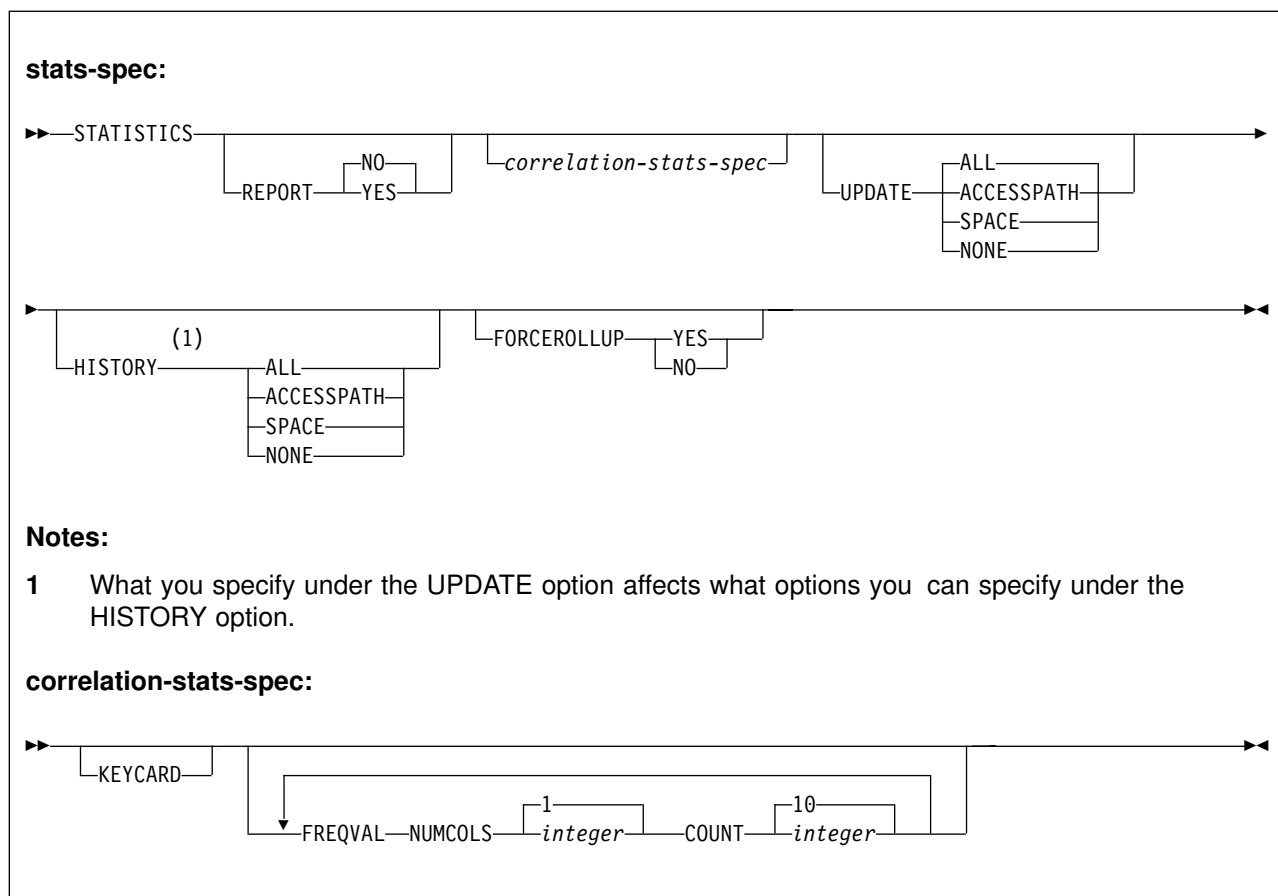 stats-spec:
STATISTICS
REPORT NO YES
correlation-stats-spec
UPDATE ALL ACCESSPATH SPACE NONE
HISTORY (1) ALL ACCESSPATH SPACE NONE
FORCEROLLUP YES NO
Notes:
1 What you specify under the UPDATE option affects what options you can specify under the
HISTORY option.
correlation-stats-spec:
KEYCARD
FREQVAL NUMCOLS 1 integer COUNT 10 integer